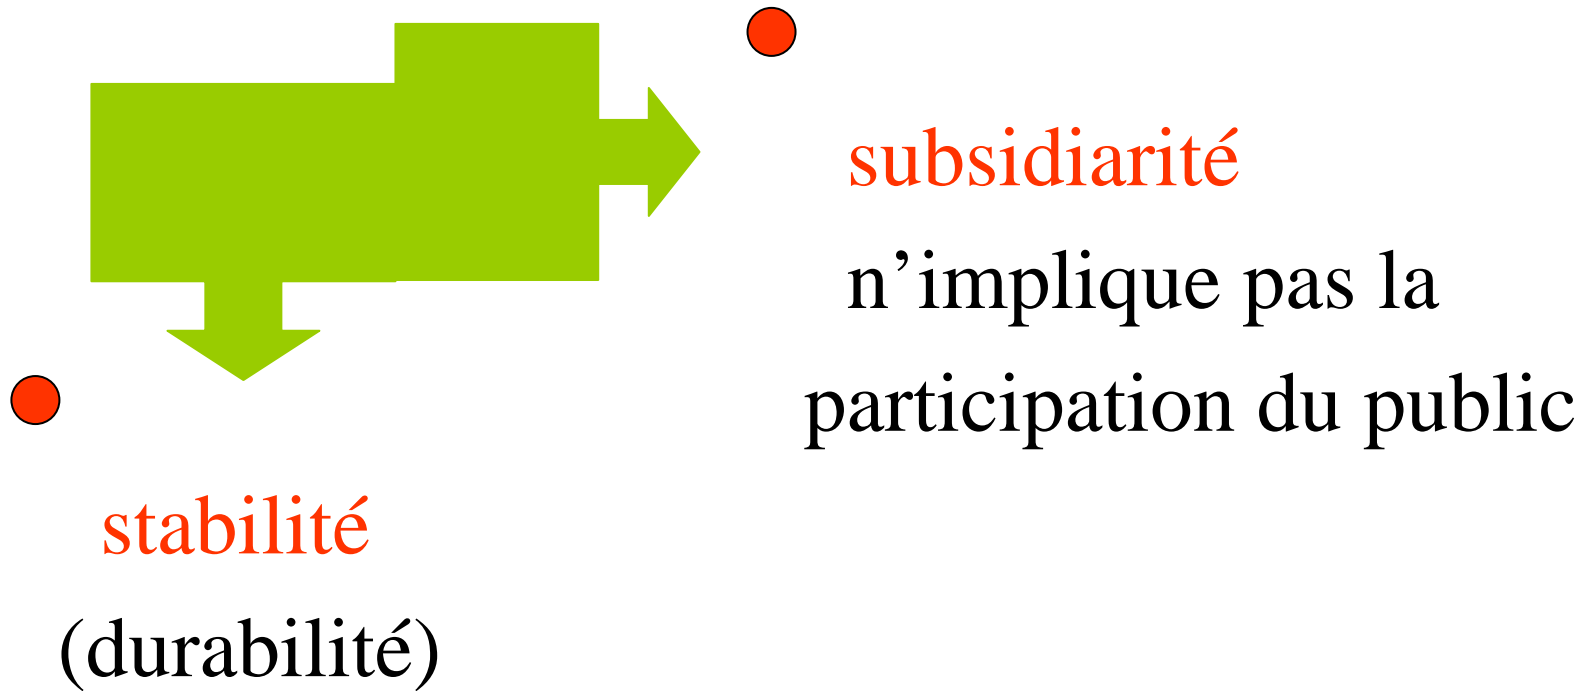 subsidiarité
n’implique pas la
participation du public
stabilité
(durabilité)